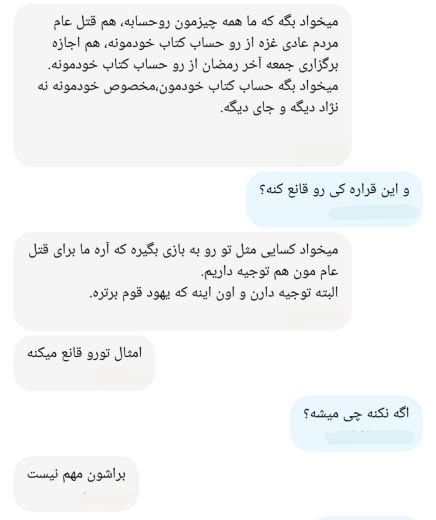 میخواد بگه که ما همه چیزمون روحسابه، هم قتل عام
مردم عادی غزه از رو حساب کتاب خودمونه، هم اجازه
برگزاری جمعه آخر رمضان از رو حساب کتاب خودمونه.
میخواد بگه حساب کتاب خودمون،مخصوص خودمونه نه
نژاد دیگه و جای دیگه.
و این قراره کی رو قانع کنه؟
میخواد کسایی مثل تو رو به بازی بگیره که آره ما برای قتل
عام مون هم توجیه داریم.
البته توجیه دارن و اون اینه که یهود قوم برتره.
امثال تورو قانع میکنه
اگه نکنه چی میشه؟
براشون مهم نیست